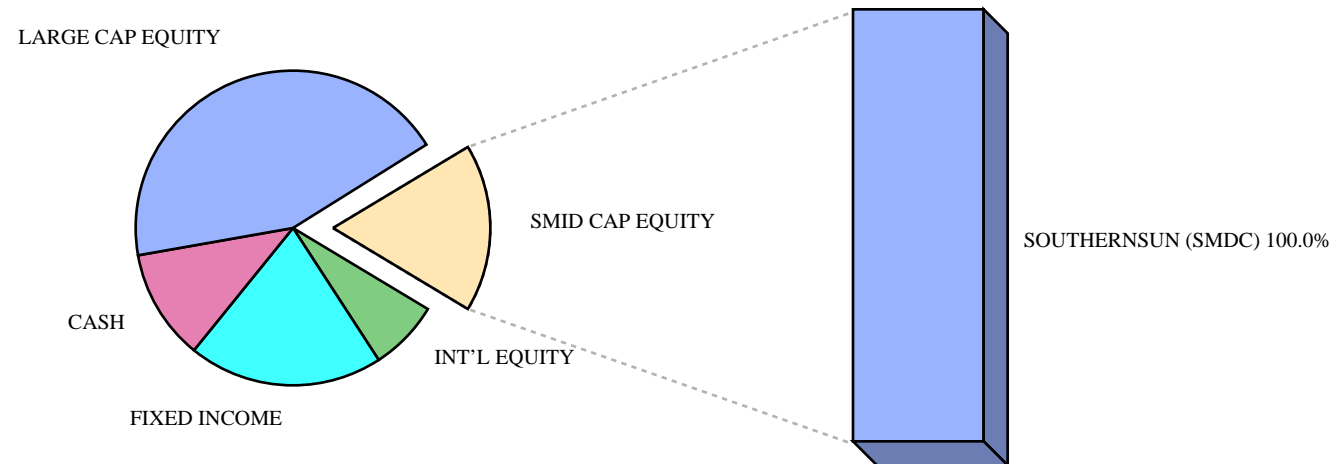 LARGE CAP EQUITY
SMID CAP EQUITY
SOUTHERNSUN (SMDC) 100.0%
CASH
INT'L EQUITY
FIXED INCOME